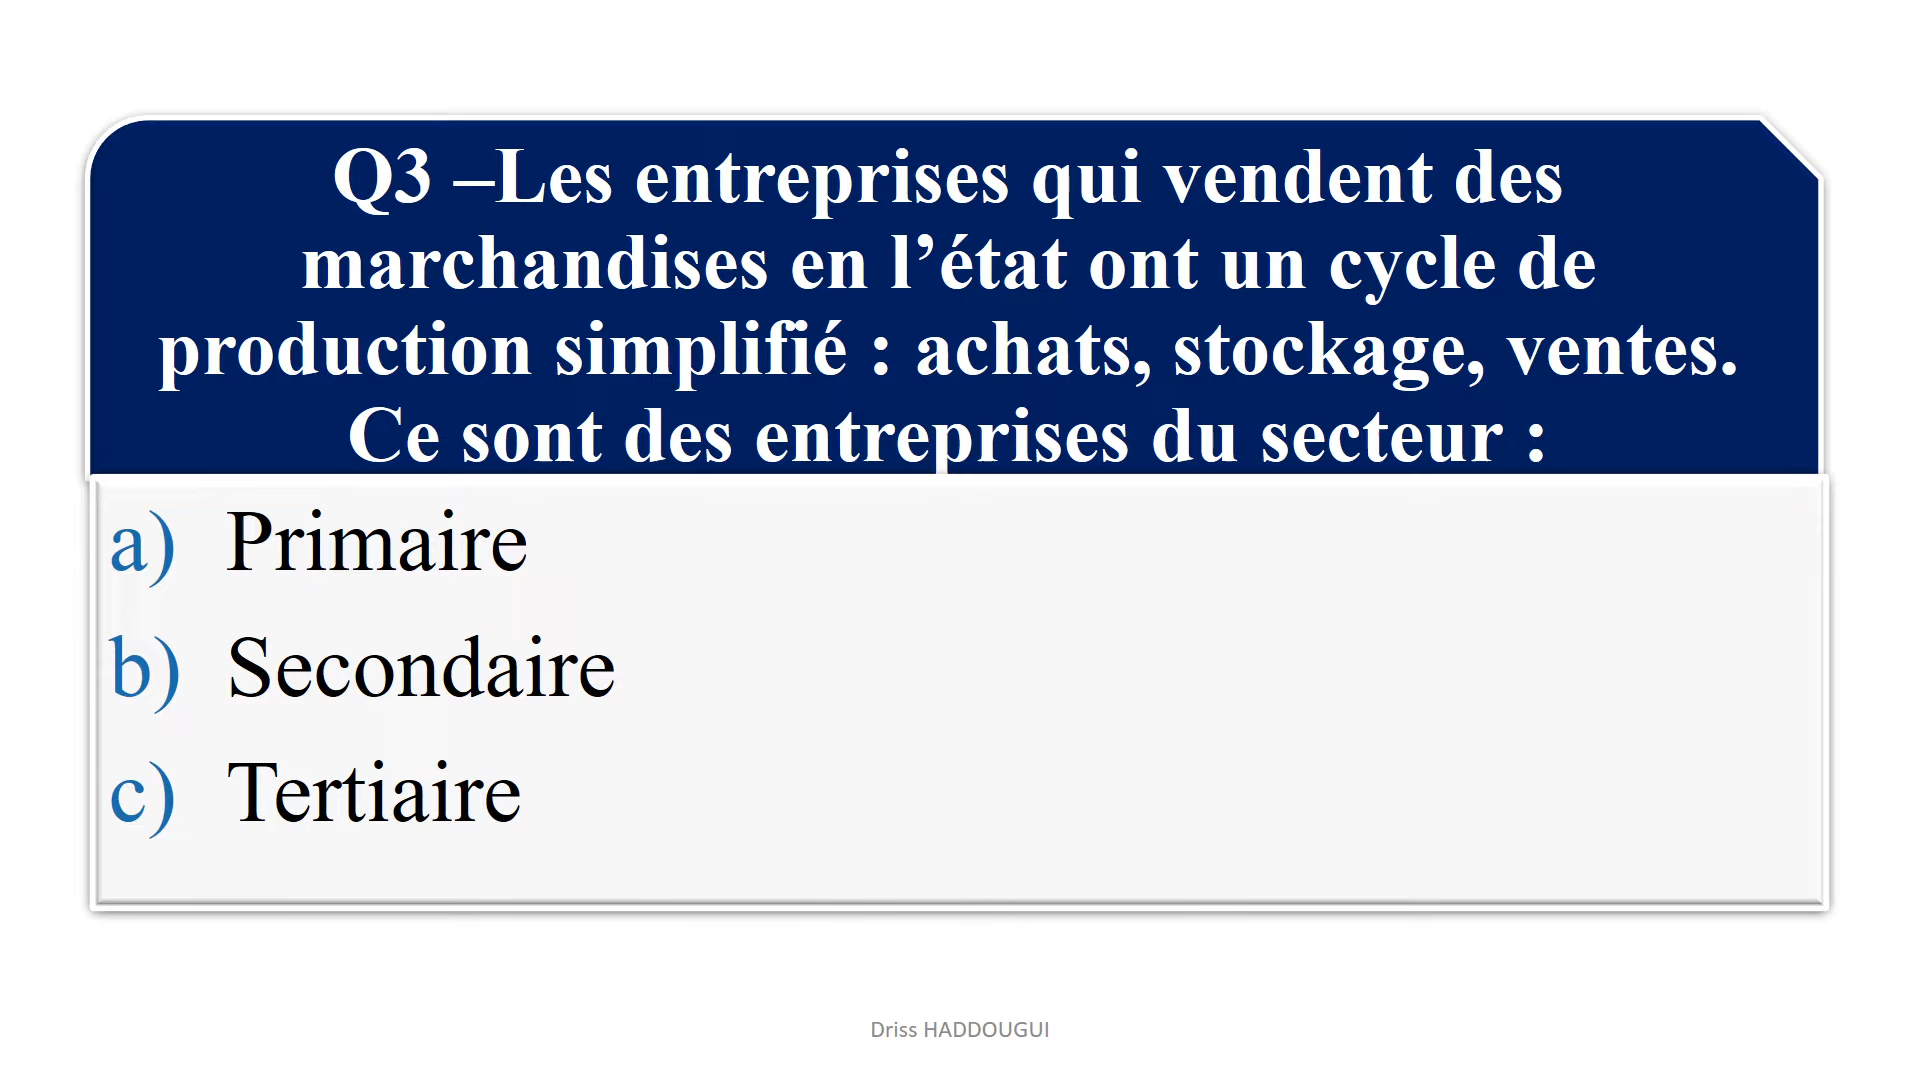 Q3 –Les entreprises qui vendent des
marchandises en l’état ont un cycle de
production simplifié : achats, stockage, ventes.
Ce sont des entreprises du secteur :
a) Primaire
b) Secondaire
c) Tertiaire
Driss HADDOUGUI